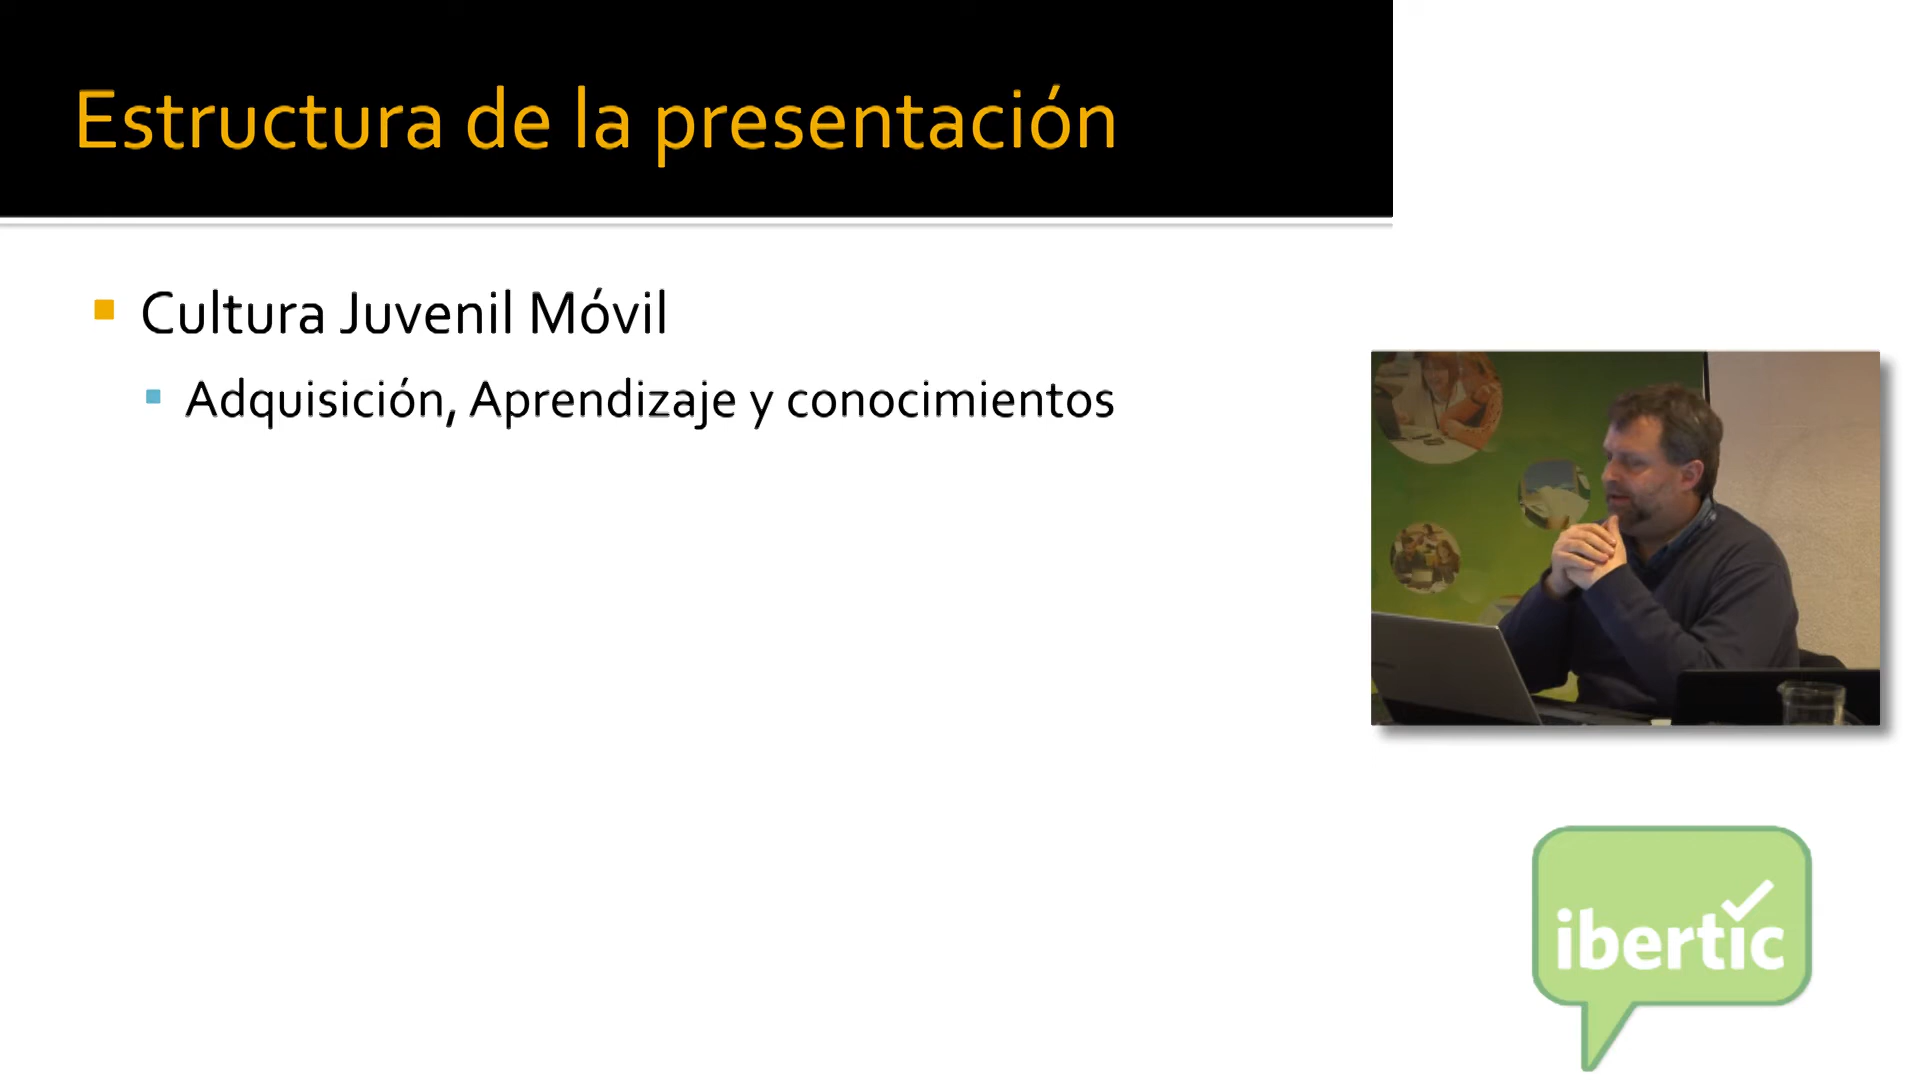 Estructura de la presentación
Cultura Juvenil Móvil
Adquisición, Aprendizaje y conocimientos
ibertic